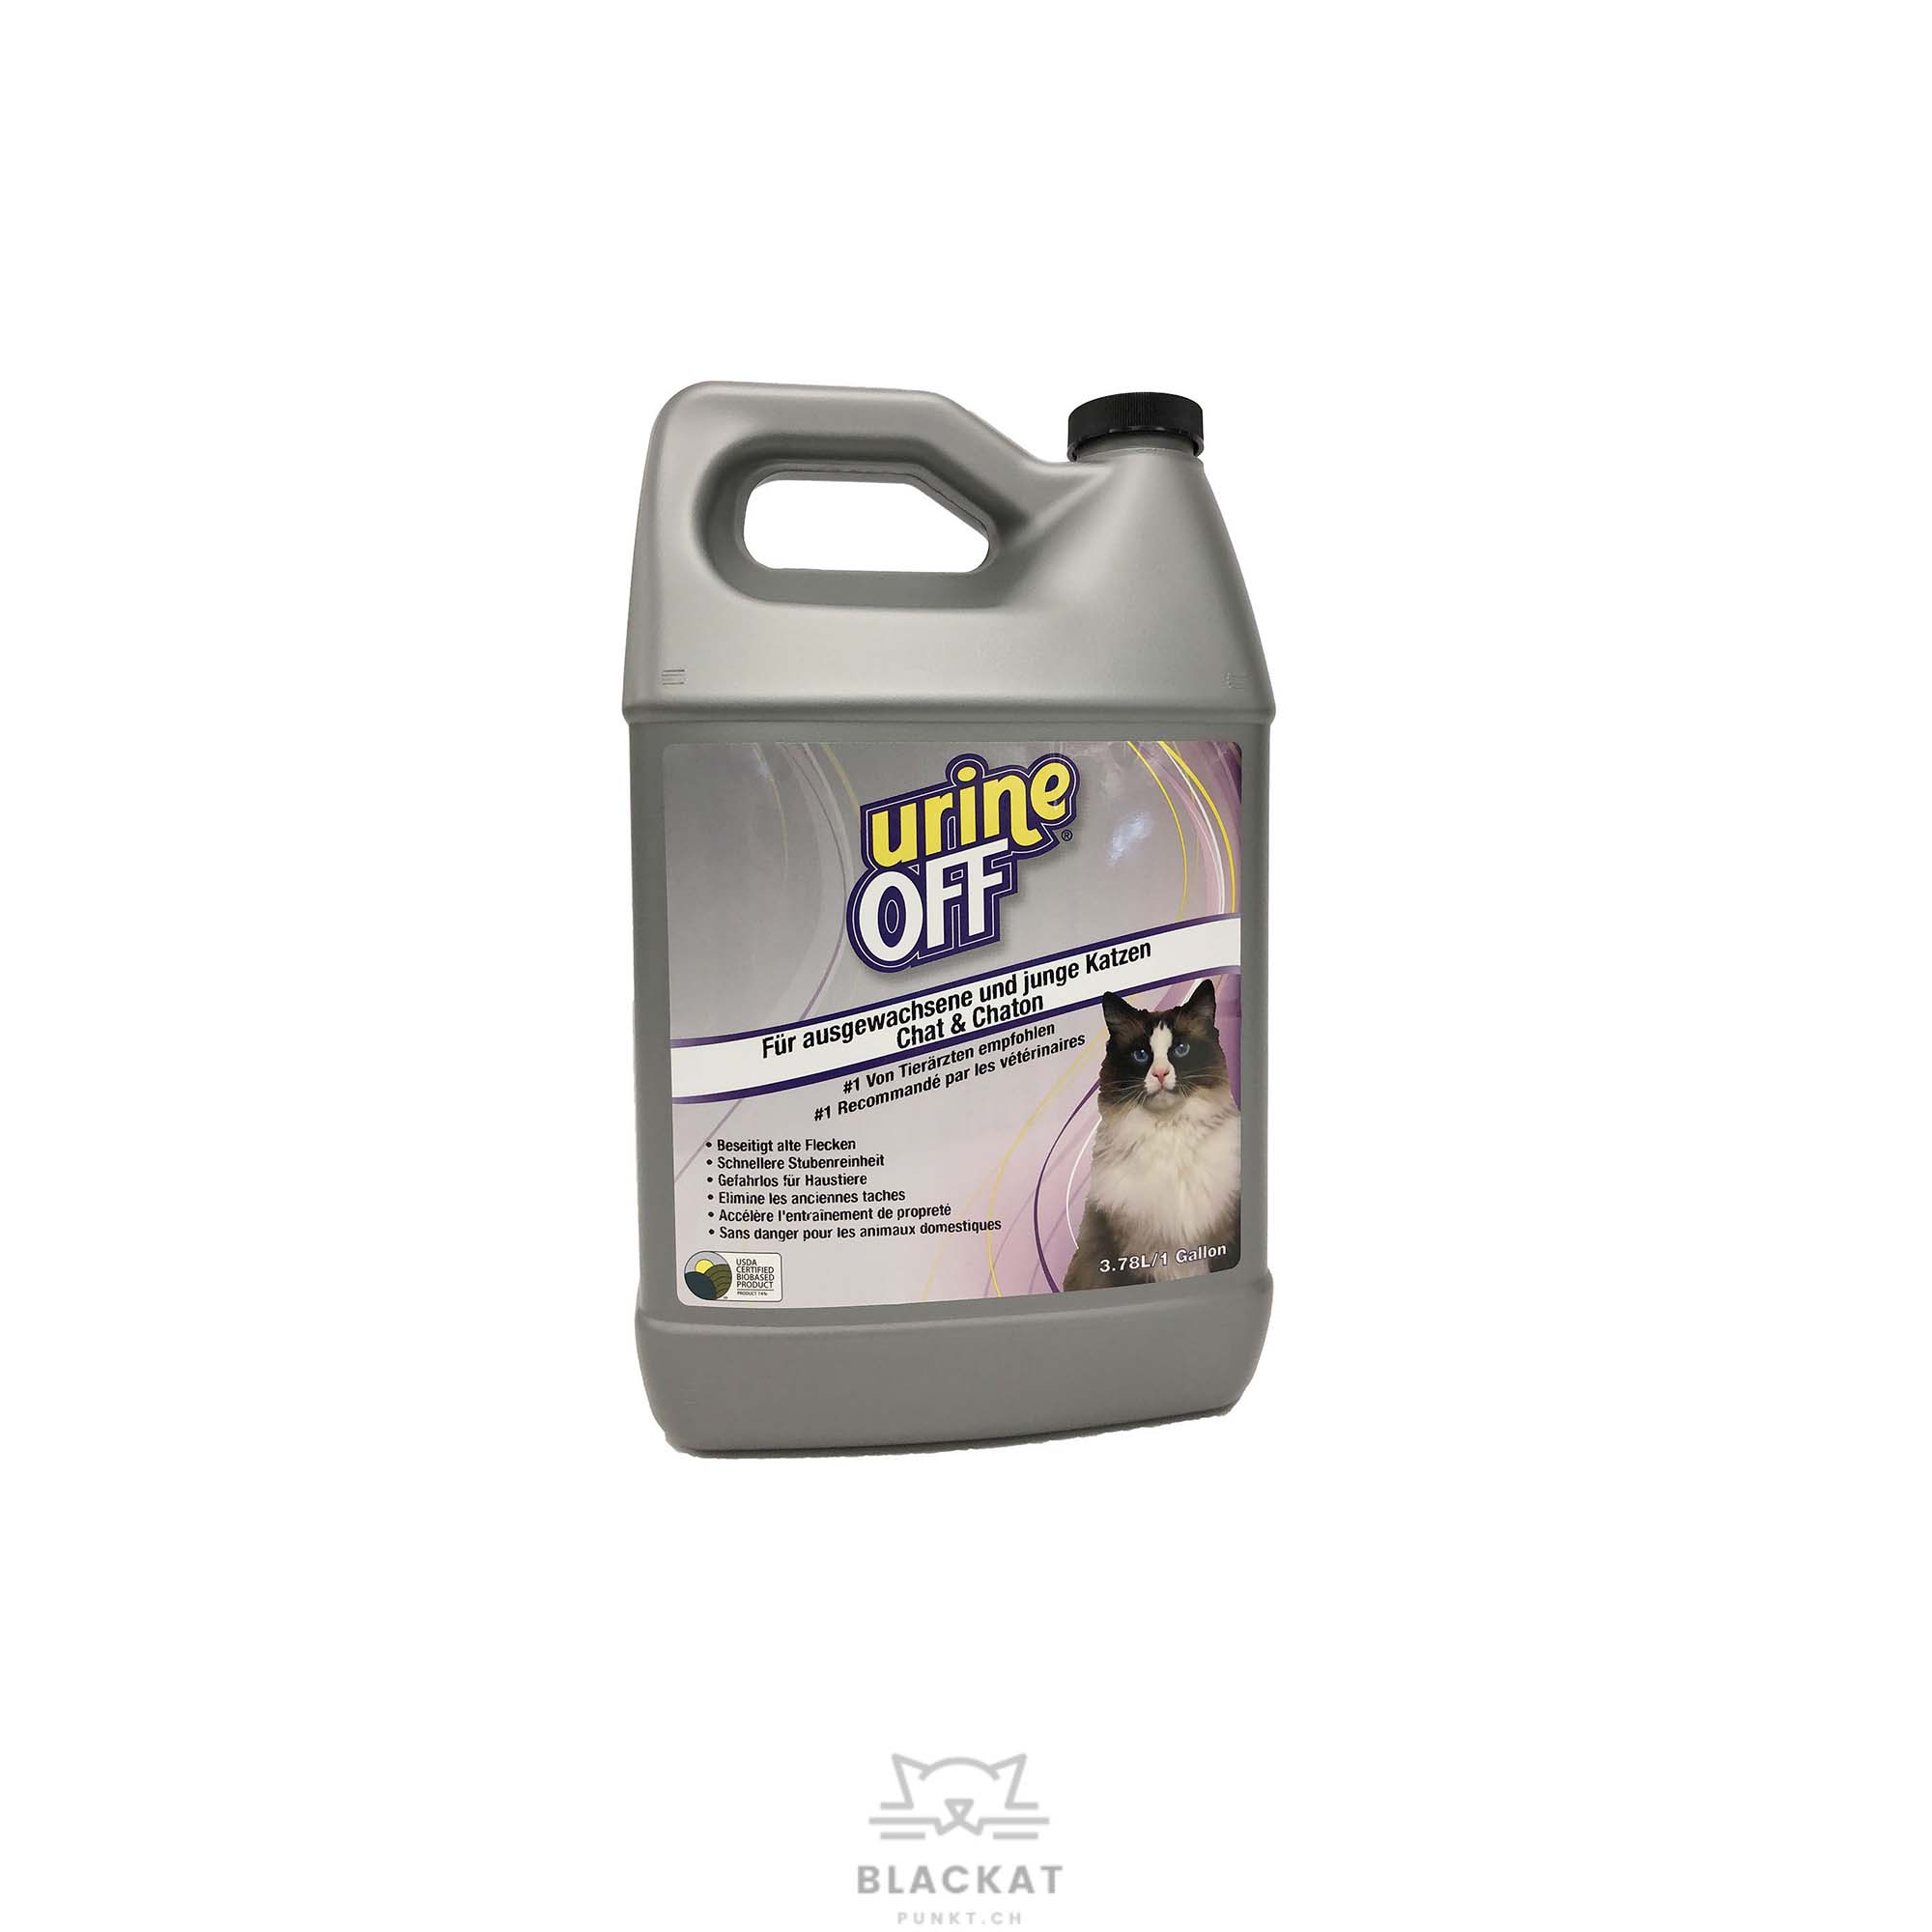 urine
OFF
®
Für ausgewachsene und junge Katzen
Chat & Chaton
#1 Von Tierärzten empfohlen
#1 Recommandé par les vétérinaires
• Beseitigt alte Flecken
• Schnellere Stubenreinheit
• Gefahrlos für Haustiere
• Elimine les anciennes taches
• Accélère l'entraînement de propreté
• Sans danger pour les animaux domestiques
USDA
CERTIFIED
BIOBASED
PRODUCT
PRODUCT 74%
3.78L/1 Gallon
BLACKAT
PUNKT.CH